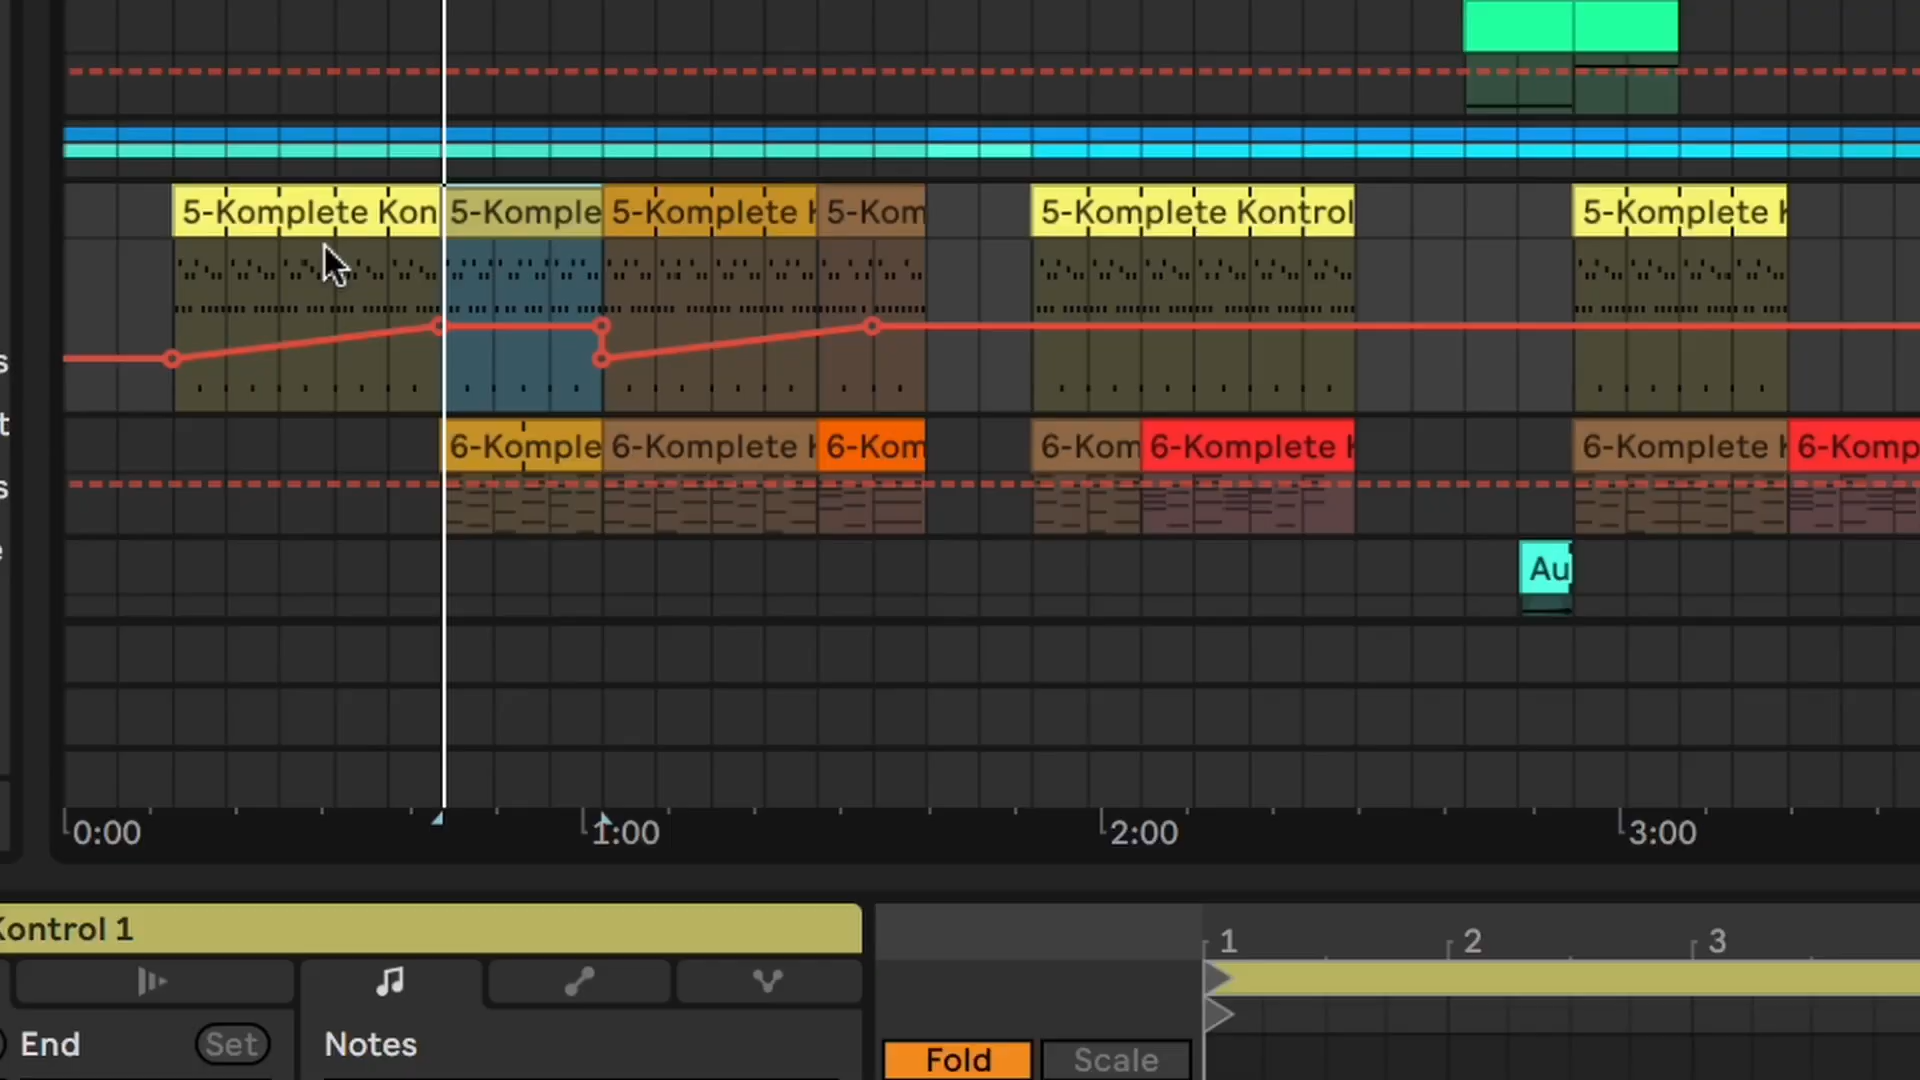 5-Komplete Kon
5-Komple
5-Komplete K
5-Kom
5-Komplete Kontrol
5-Komplete K
6-Komple
6-Komplete K
6-Kom
6-Kom
6-Komplete K
6-Komplete K
6-Komp
Au
s
t
s
e
0:00
1:00
2:00
3:00
Kontrol 1
1
2
3
End
Set
Notes
Fold
Scale